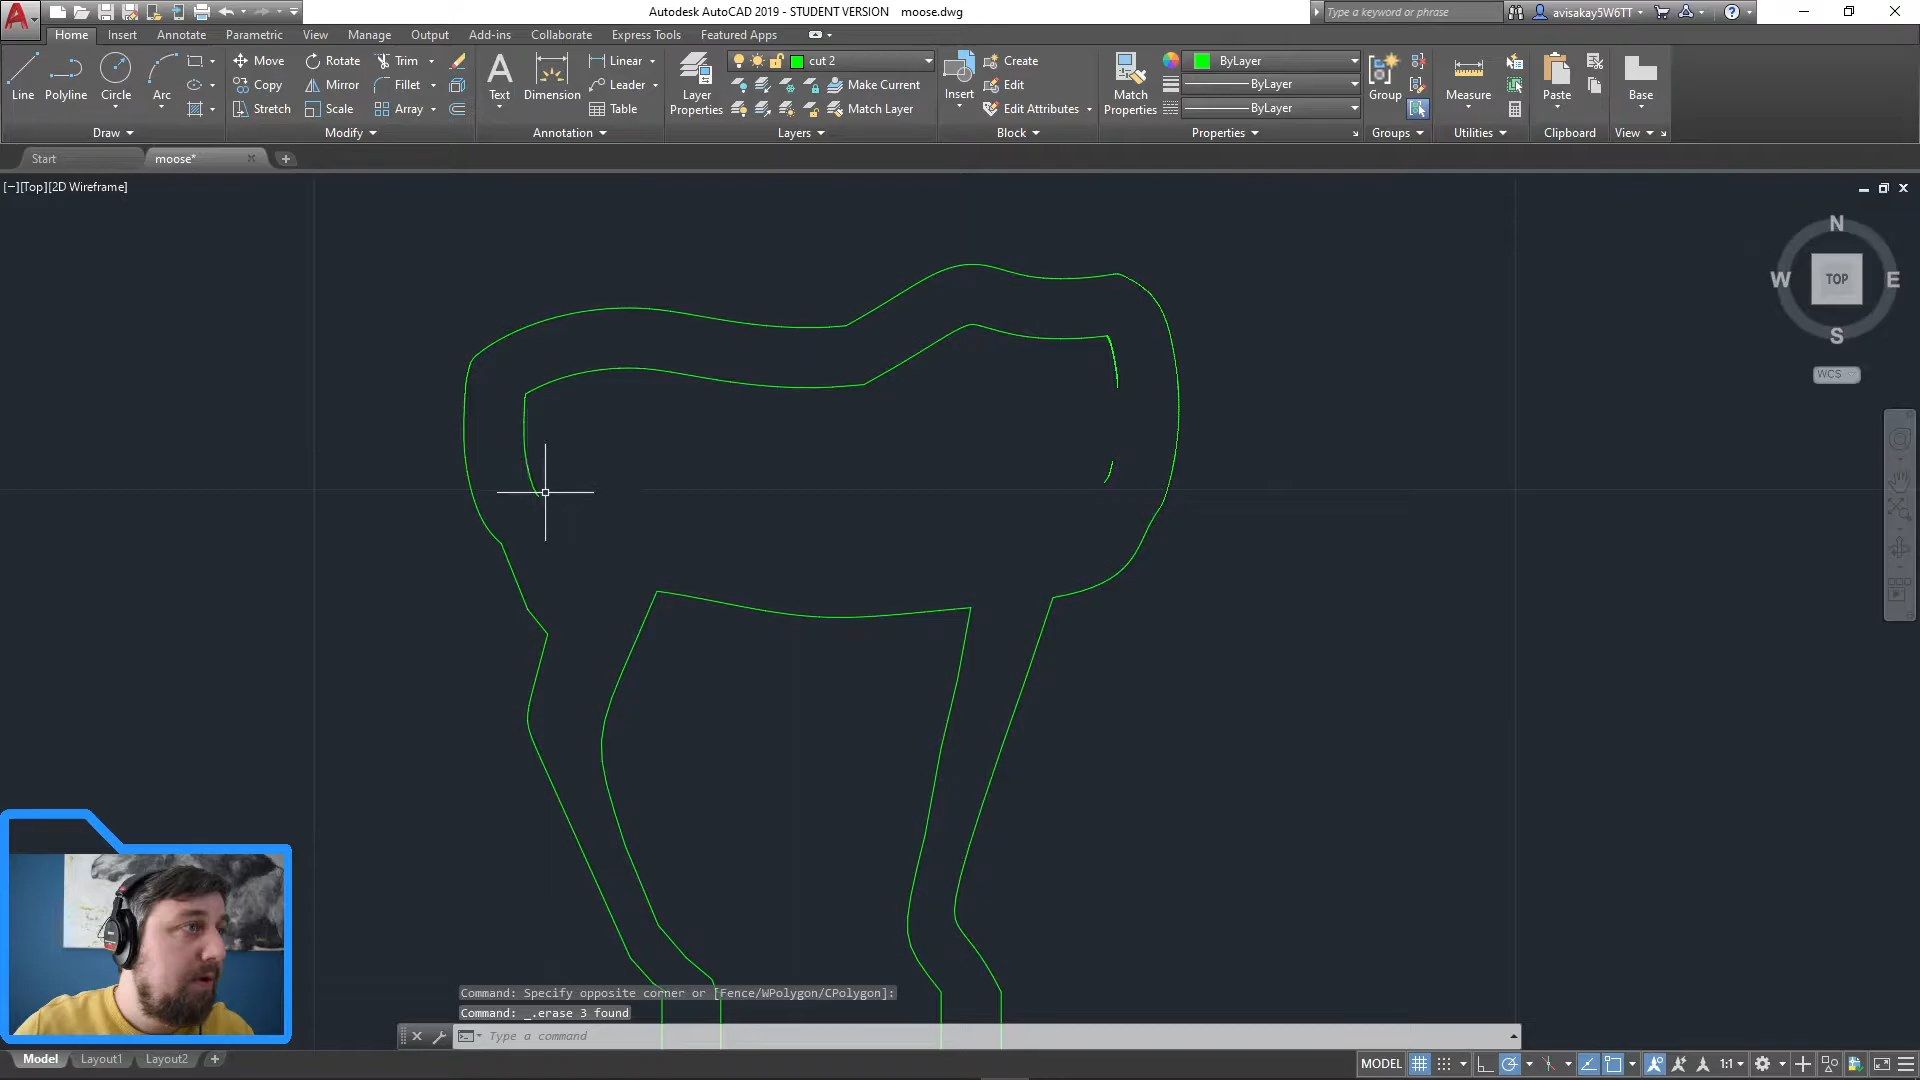 Autodesk AutoCAD 2019 - STUDENT VERSION moose.dwg
Type a keyword or phrase
avisakay5W6TT
Home Insert Annotate Parametric View Manage Output Add-ins Collaborate Express Tools Featured Apps
Line
Polyline
Circle
Arc
Draw
Move Rotate Trim
Copy Mirror Fillet
Stretch Scale Array
Modify
Text
Dimension
Linear
Leader
Table
Annotation
Layer Properties
cut 2
Make Current
Match Layer
Layers
Insert
Create
Edit
Edit Attributes
Block
Match Properties
ByLayer
ByLayer
ByLayer
Properties
Group
Groups
Measure
Utilities
Paste
Clipboard
Base
View
Start
moose*
[−][Top][2D Wireframe]
N
W TOP E
S
WCS
Command: Specify opposite corner or [Fence/WPolygon/CPolygon]:
Command: _.erase 3 found
Type a command
Model Layout1 Layout2
MODEL 1:1